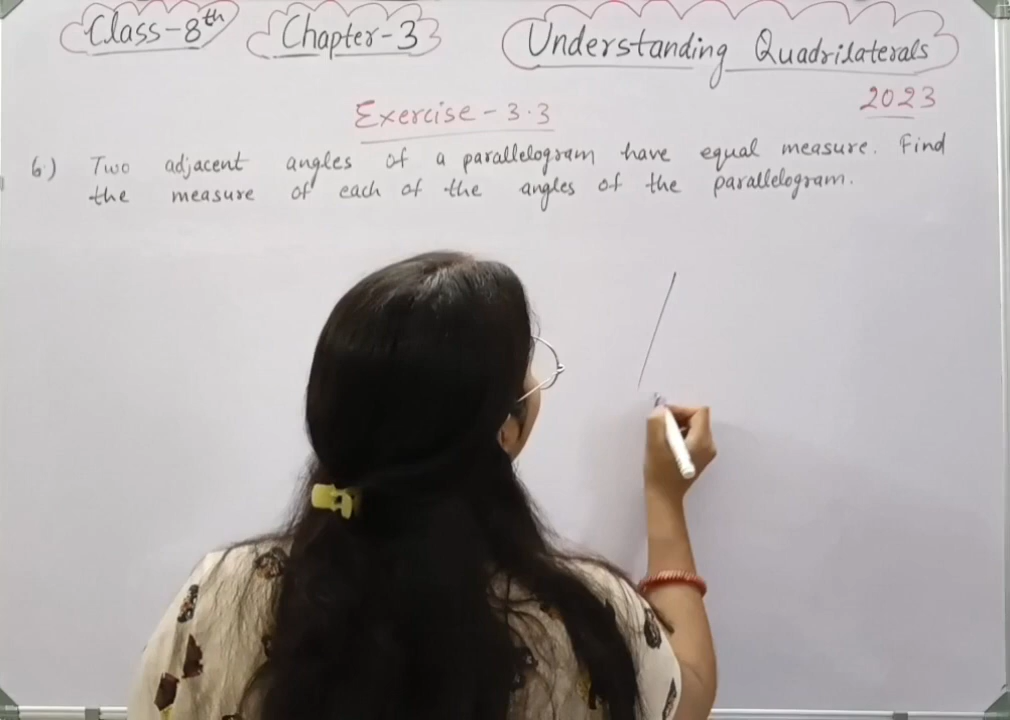 Class-8th Chapter-3 Understanding Quadrilaterals
2023
Exercise-3.3
6.) Two adjacent angles of a parallelogram have equal measure. Find
the measure of each of the angles of the parallelogram.